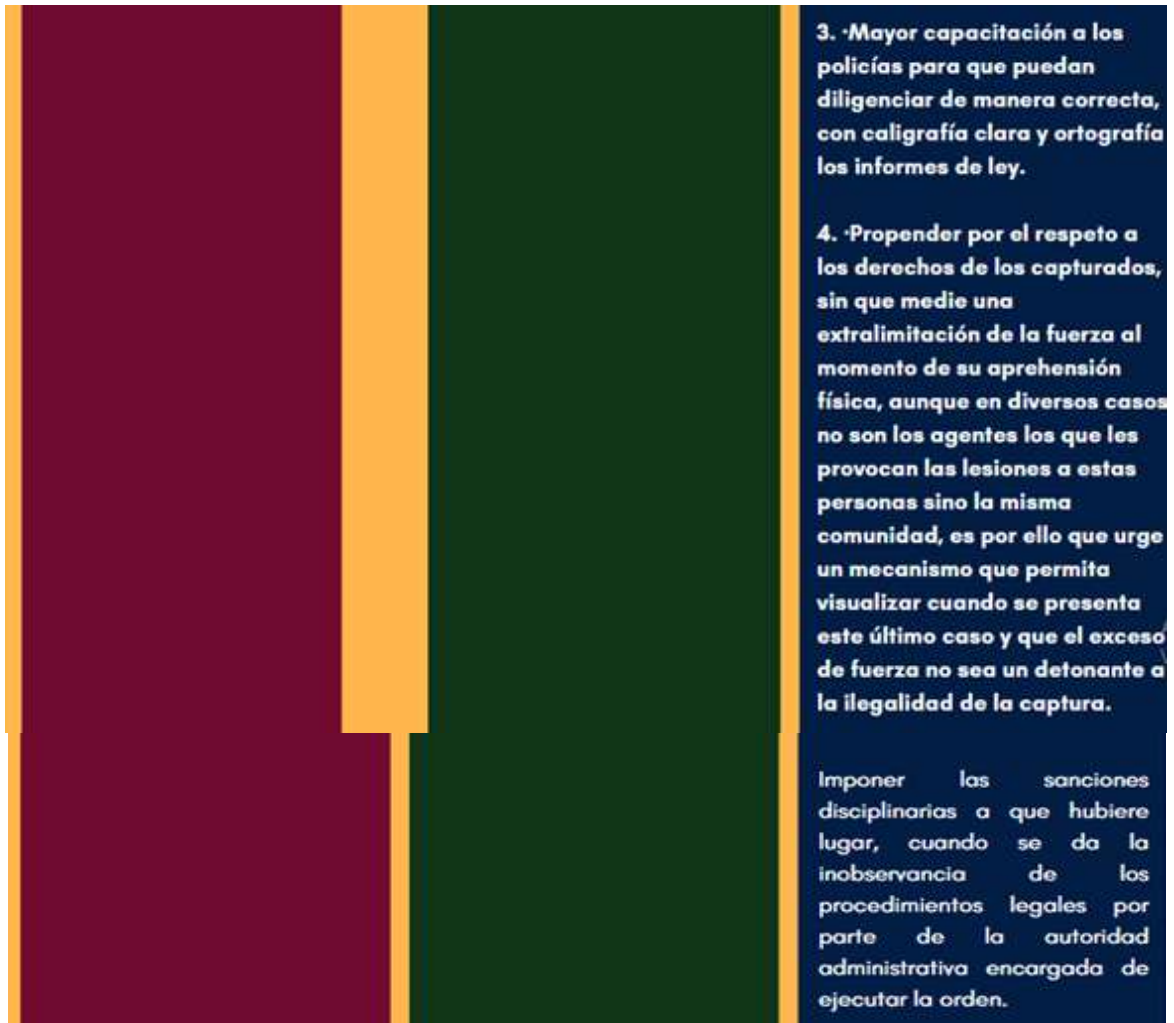 3. ·Mayor capacitación a los
policías para que puedan
diligenciar de manera correcta,
con caligrafía clara y ortografía
los informes de ley.
4. ·Propender por el respeto a
los derechos de los capturados,
sin que medie una
extralimitación de la fuerza al
momento de su aprehensión
física, aunque en diversos casos
no son los agentes los que les
provocan las lesiones a estas
personas sino la misma
comunidad, es por ello que urge
un mecanismo que permita
visualizar cuando se presenta
este último caso y que el exceso
de fuerza no sea un detonante a
la ilegalidad de la captura.
Imponer las sanciones
disciplinarias a que hubiere
lugar, cuando se da la
inobservancia de los
procedimientos legales por
parte de la autoridad
administrativa encargada de
ejecutar la orden.